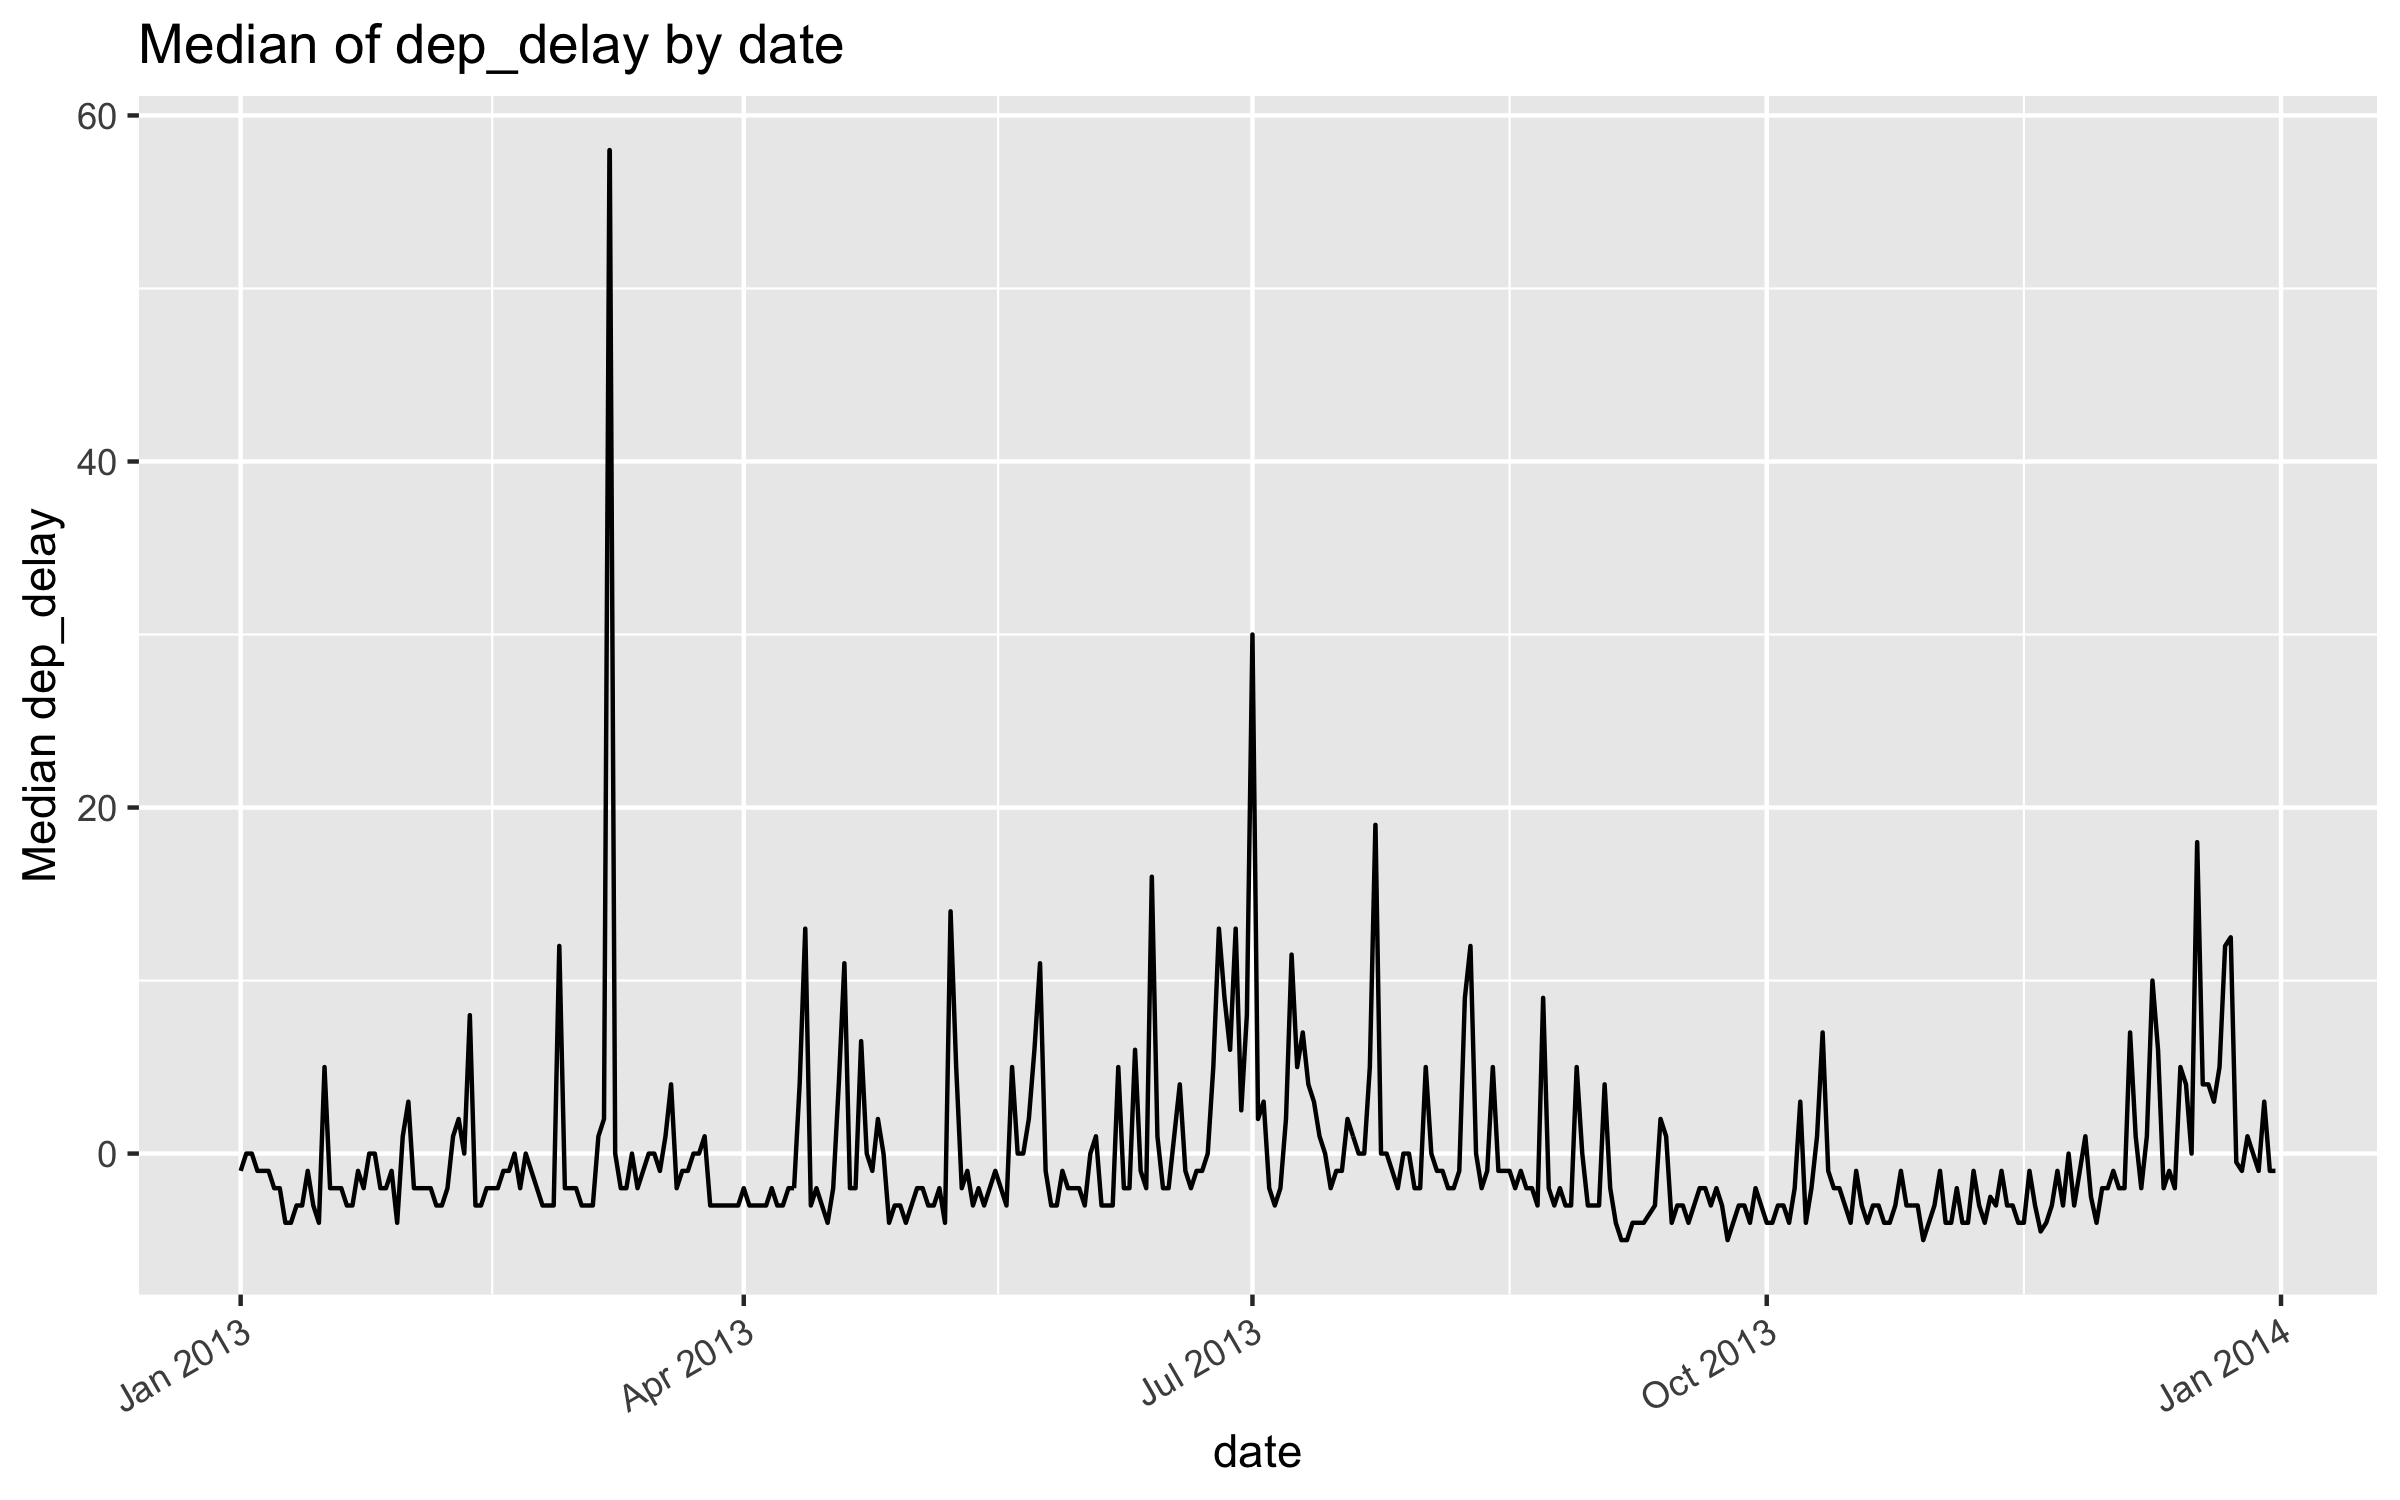 Median of dep_delay by date
Median dep_delay
60
40
20
0
Jan 2013
Apr 2013
Jul 2013
Oct 2013
Jan 2014
date